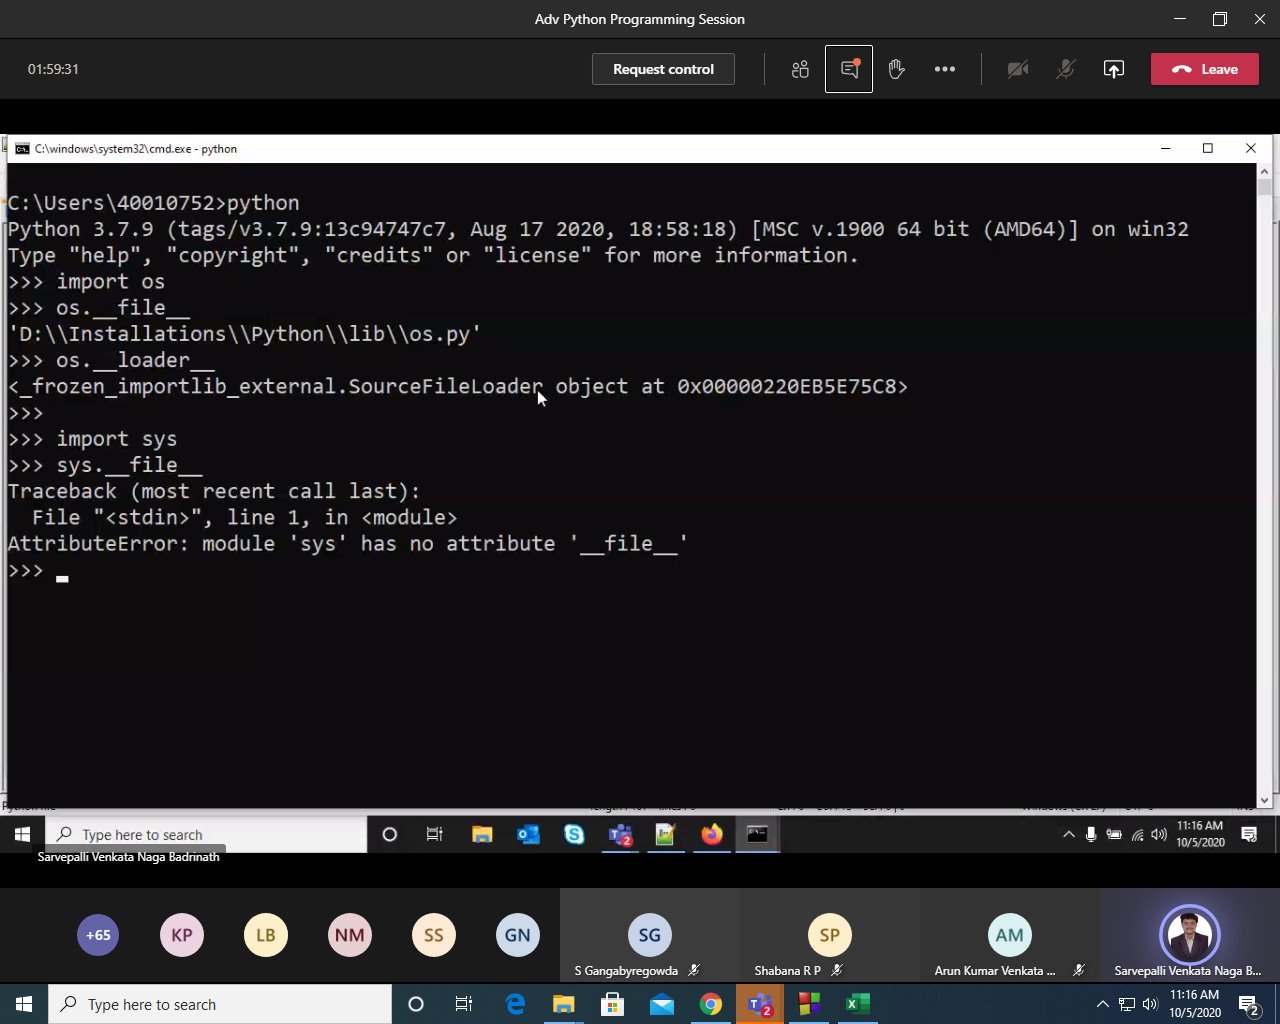 Adv Python Programming Session
01:59:31
Request control
Leave
C:\windows\system32\cmd.exe - python
C:\Users\40010752>python
Python 3.7.9 (tags/v3.7.9:13c94747c7, Aug 17 2020, 18:58:18) [MSC v.1900 64 bit (AMD64)] on win32
Type "help", "copyright", "credits" or "license" for more information.
>>> import os
>>> os.__file__
'D:\\Installations\\Python\\lib\\os.py'
>>> os.__loader__
<_frozen_importlib_external.SourceFileLoader object at 0x00000220EB5E75C8>
>>>
>>> import sys
>>> sys.__file__
Traceback (most recent call last):
  File "<stdin>", line 1, in <module>
AttributeError: module 'sys' has no attribute '__file__'
>>>
Type here to search
2
11:16 AM
10/5/2020
Sarvepalli Venkata Naga Badrinath
+65
KP
LB
NM
SS
GN
SG
SP
AM
S Gangabyregowda
Shabana R P
Arun Kumar Venkata ...
Sarvepalli Venkata Naga B...
Type here to search
2
11:16 AM
10/5/2020
2